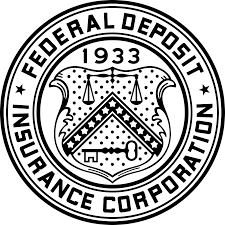 FEDERAL DEPOSIT
1933
INSURANCE CORPORATION